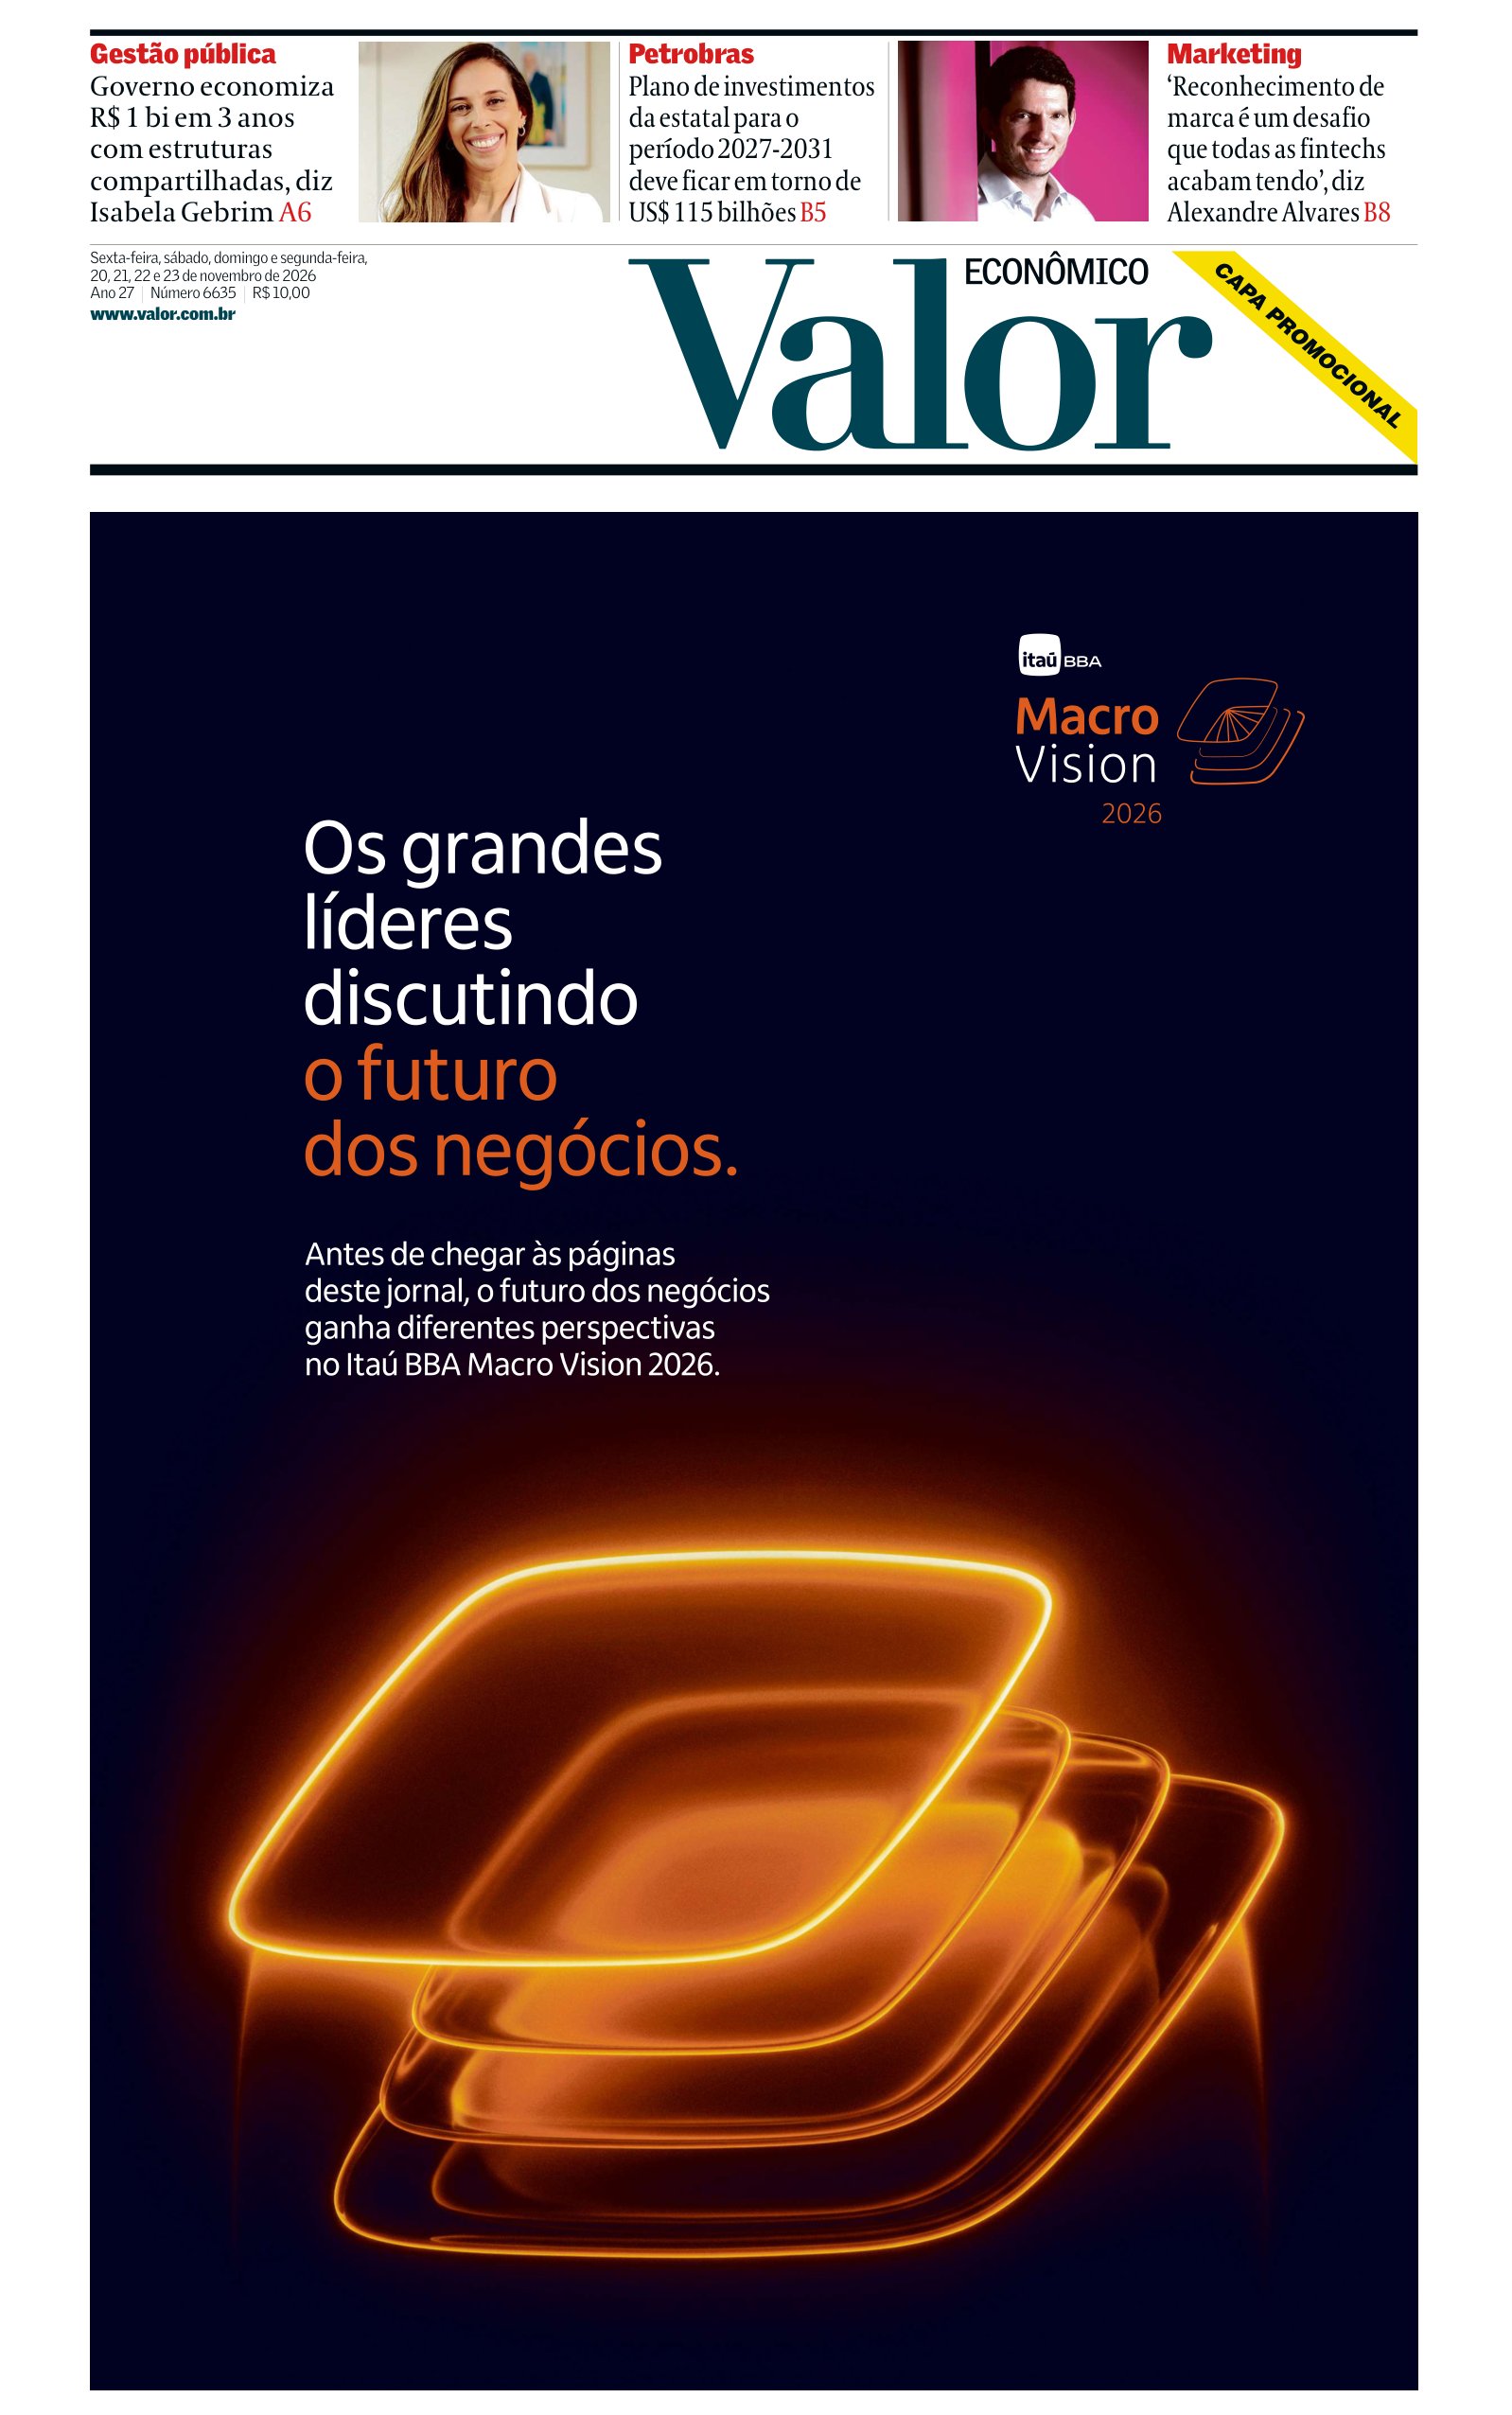 Gestão pública
Governo economiza
R$ 1 bi em 3 anos
com estruturas
compartilhadas, diz
Isabela Gebrim A6
Petrobras
Plano de investimentos
da estatal para o
período 2027-2031
deve ficar em torno de
US$ 115 bilhões B5
Marketing
‘Reconhecimento de
marca é um desafio
que todas as fintechs
acabam tendo’, diz
Alexandre Alvares B8
Sexta-feira, sábado, domingo e segunda-feira,
20, 21, 22 e 23 de novembro de 2026
Ano 27 | Número 6635 | R$ 10,00
www.valor.com.br
Valor
ECONÔMICO
CAPA PROMOCIONAL
itaú BBA
Macro
Vision
2026
Os grandes
líderes
discutindo
o futuro
dos negócios.
Antes de chegar às páginas
deste jornal, o futuro dos negócios
ganha diferentes perspectivas
no Itaú BBA Macro Vision 2026.